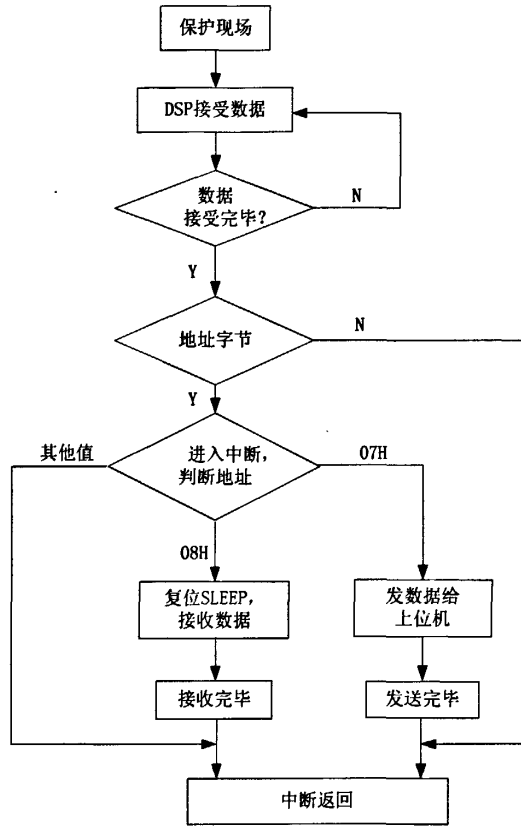 保护现场
DSP接受数据
数据
接受完毕?
N
Y
地址字节
N
Y
其他值
进入中断,
判断地址
07H
08H
复位SLEEP,
接收数据
发数据给
上位机
接收完毕
发送完毕
中断返回